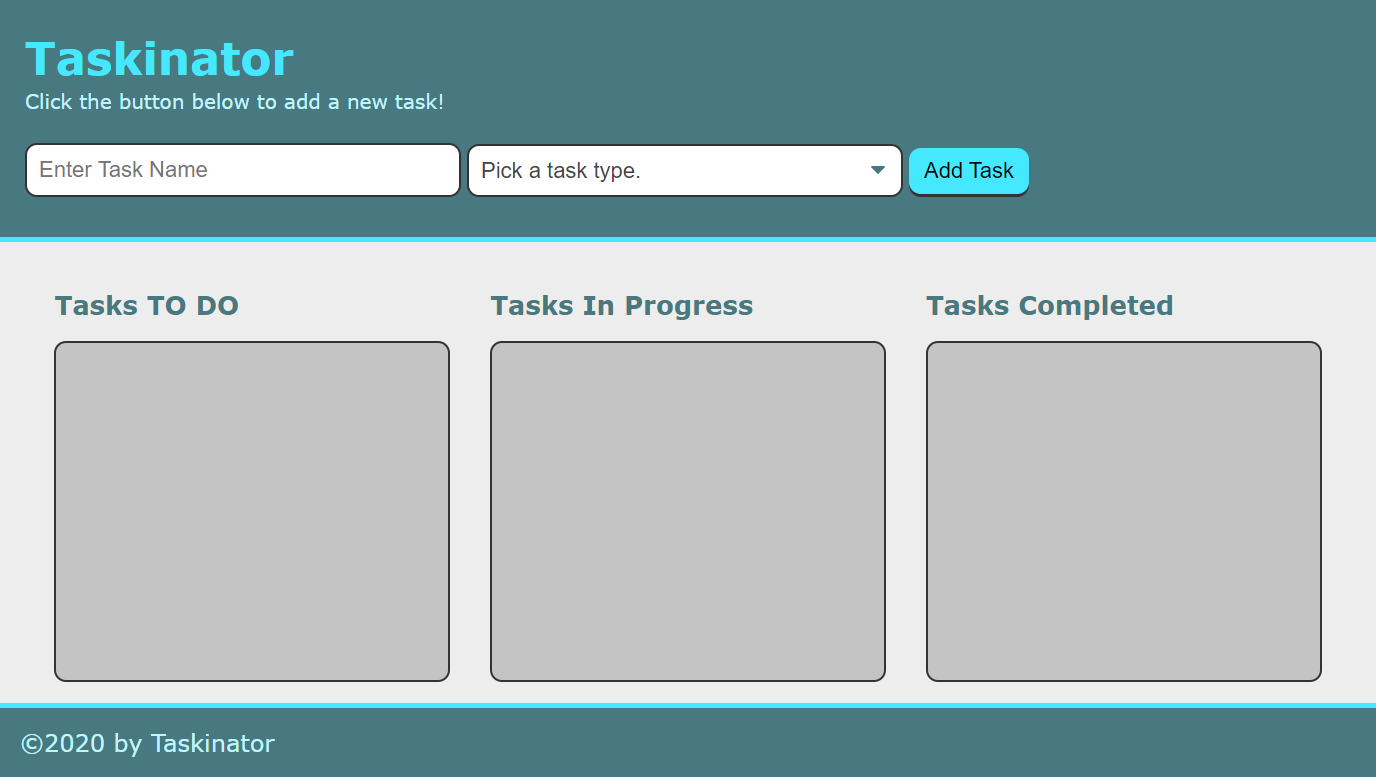 Taskinator
Click the button below to add a new task!
Enter Task Name
Pick a task type.
Add Task
Tasks TO DO
Tasks In Progress
Tasks Completed
©2020 by Taskinator